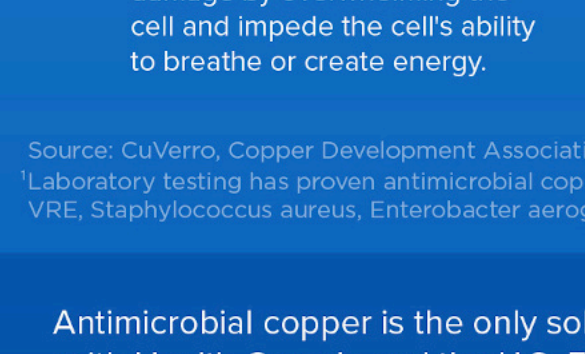 cell and impede the cell's ability
to breathe or create energy.
Source: CuVerro, Copper Development
¹Laboratory testing has proven antimicrobial
VRE, Staphylococcus aureus, Enterobacter
Antimicrobial copper is the only